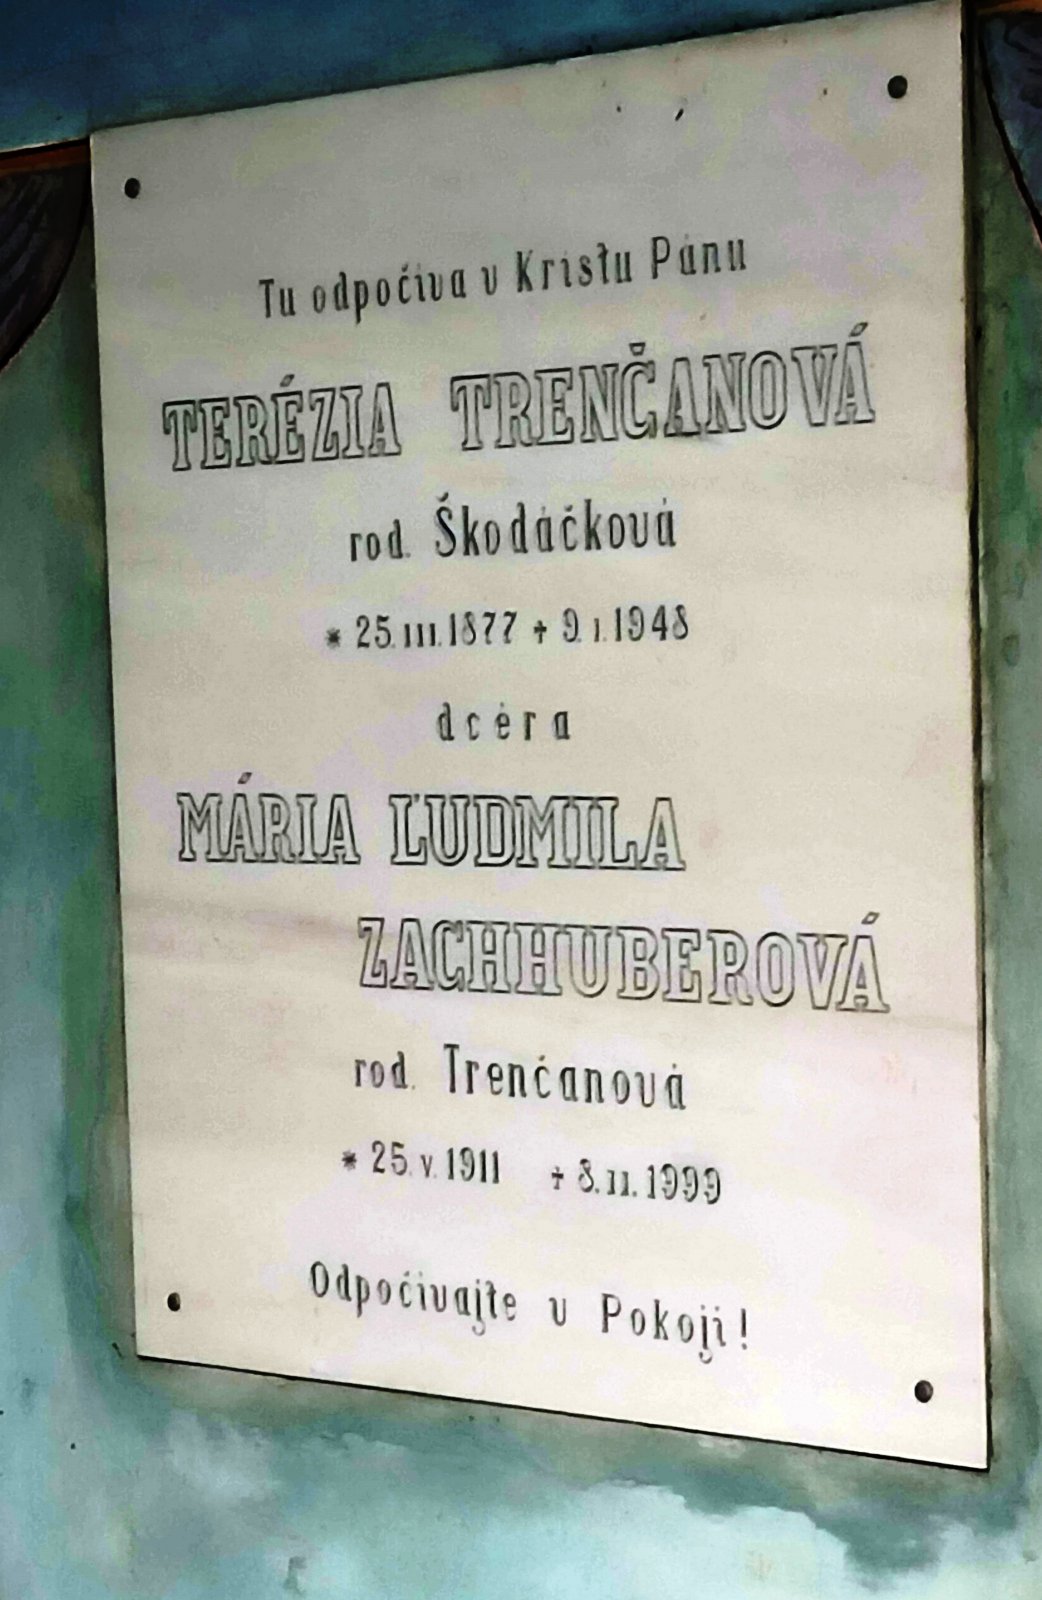 Tu odpočíva v Kristu Pánu
TERÉZIA TRENČANOVÁ
rod. Škodáčková
* 25. III. 1877 + 9. I. 1948
dcéra
MÁRIA ĽUDMILA
ZACHHUBEROVÁ
rod. Trenčanová
* 25. V. 1911 + 8. II. 1999
Odpočívajte v Pokoji!